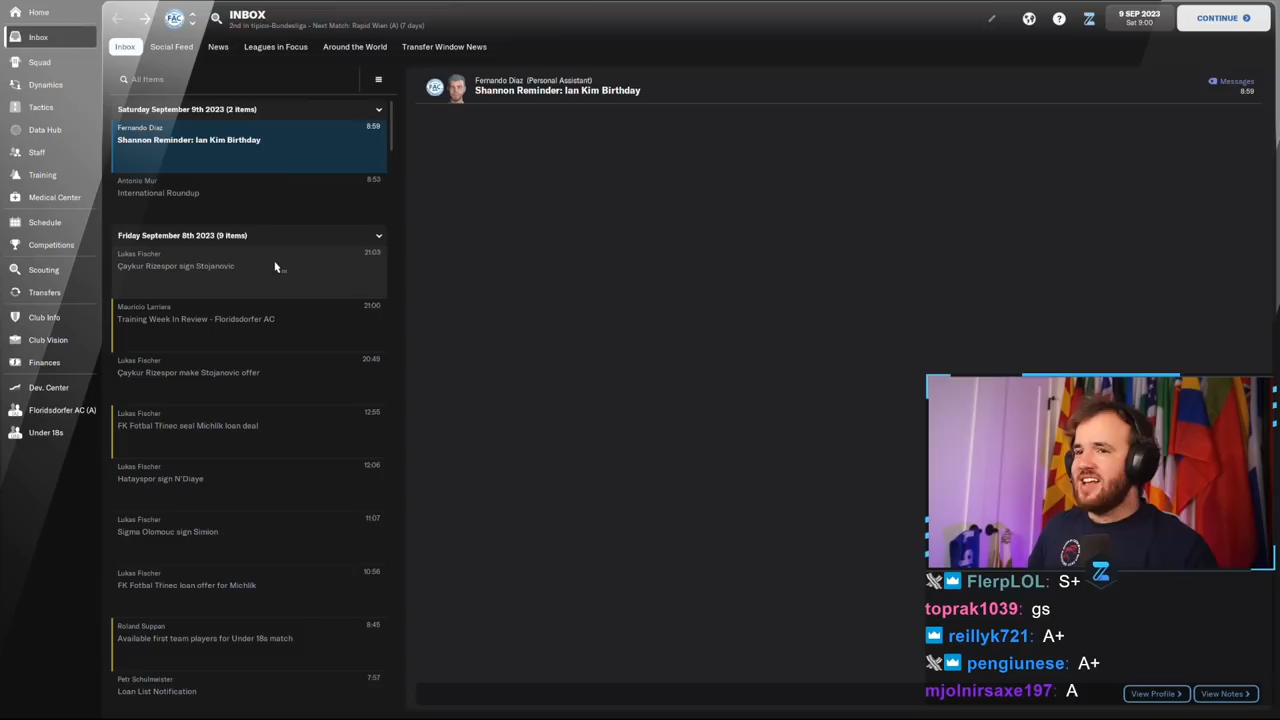 Home
Inbox
Squad
Dynamics
Tactics
Data Hub
Staff
Training
Medical Center
Schedule
Competitions
Scouting
Transfers
Club Info
Club Vision
Finances
Dev. Center
Floridsdorfer AC (A)
Under 18s
FAC
INBOX
2nd in tipico-Bundesliga - Next Match: Rapid Wien (A) (7 days)
9 SEP 2023
Sat 9:00
CONTINUE
Inbox
Social Feed
News
Leagues in Focus
Around the World
Transfer Window News
All Items
Saturday September 9th 2023 (2 items)
Fernando Díaz 8:59
Shannon Reminder: Ian Kim Birthday
Antonio Mur 8:53
International Roundup
Friday September 8th 2023 (9 items)
Lukas Fischer 21:03
Çaykur Rizespor sign Stojanovic
Mauricio Larriera 21:00
Training Week In Review - Floridsdorfer AC
Lukas Fischer 20:49
Çaykur Rizespor make Stojanovic offer
Lukas Fischer 12:55
FK Fotbal Třinec seal Michlík loan deal
Lukas Fischer 12:06
Hatayspor sign N'Diaye
Lukas Fischer 11:07
Sigma Olomouc sign Simion
Lukas Fischer 10:56
FK Fotbal Třinec loan offer for Michlík
Roland Suppan 8:45
Available first team players for Under 18s match
Petr Schulmeister 7:57
Loan List Notification
FAC
Fernando Díaz (Personal Assistant)
Shannon Reminder: Ian Kim Birthday
Messages
8:59
FlerpLOL: S+
toprak1039: gs
reillyk721: A+
pengiunese: A+
mjolnirsaxe197: A
View Profile >
View Notes >